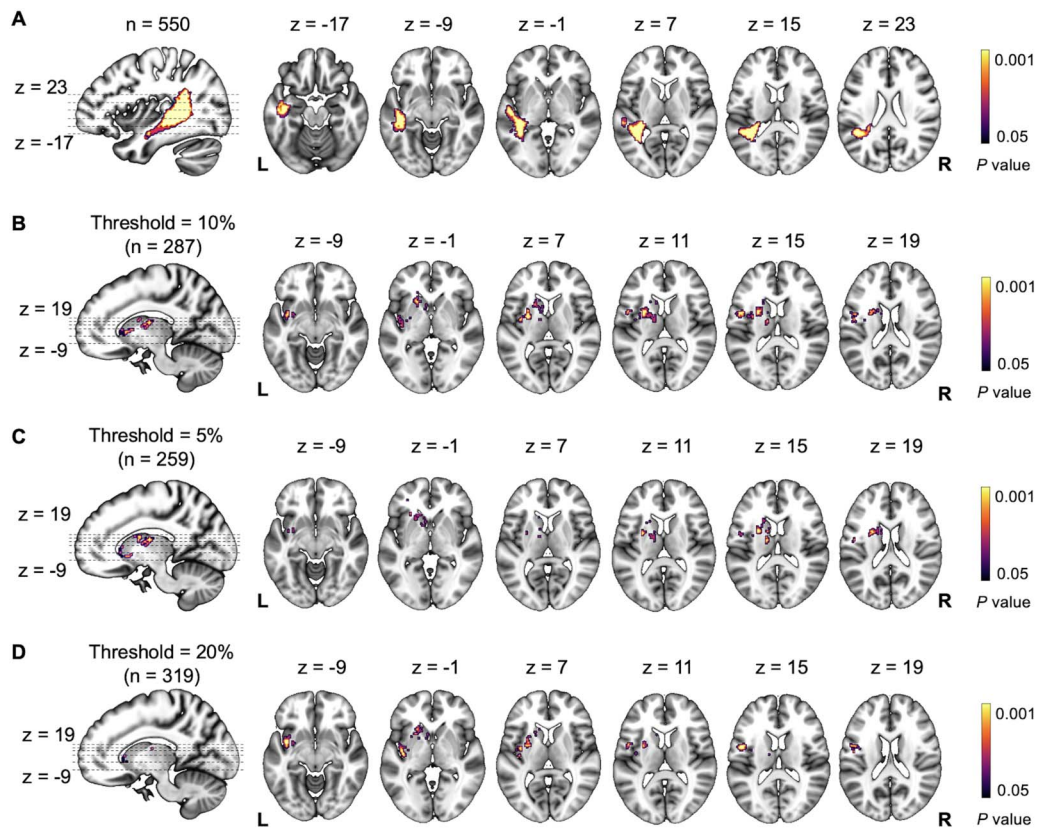 A
n = 550
z = -17
z = -9
z = -1
z = 7
z = 15
z = 23
z = 23
z = -17
L
R
0.001
0.05
P value
B
Threshold = 10%
(n = 287)
z = -9
z = -1
z = 7
z = 11
z = 15
z = 19
z = 19
z = -9
L
R
0.001
0.05
P value
C
Threshold = 5%
(n = 259)
z = -9
z = -1
z = 7
z = 11
z = 15
z = 19
z = 19
z = -9
L
R
0.001
0.05
P value
D
Threshold = 20%
(n = 319)
z = -9
z = -1
z = 7
z = 11
z = 15
z = 19
z = 19
z = -9
L
R
0.001
0.05
P value